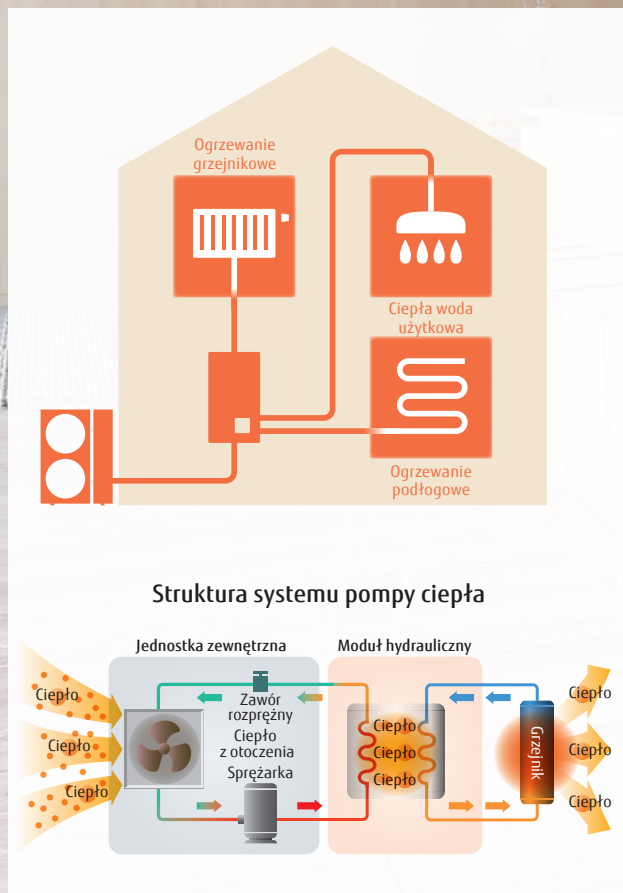 Ogrzewanie
grzejnikowe
Ciepła woda
użytkowa
Ogrzewanie
podłogowe
Struktura systemu pompy ciepła
Jednostka zewnętrzna
Moduł hydrauliczny
Ciepło
Ciepło
Ciepło
Zawór
rozprężny
Ciepło
z otoczenia
Sprężarka
Ciepło
Ciepło
Ciepło
Grzejnik
Ciepło
Ciepło
Ciepło